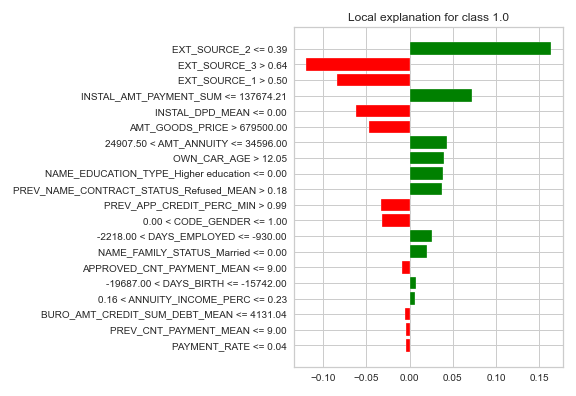 Local explanation for class 1.0
EXT_SOURCE_2 <= 0.39
EXT_SOURCE_3 > 0.64
EXT_SOURCE_1 > 0.50
INSTAL_AMT_PAYMENT_SUM <= 137674.21
INSTAL_DPD_MEAN <= 0.00
AMT_GOODS_PRICE > 679500.00
24907.50 < AMT_ANNUITY <= 34596.00
OWN_CAR_AGE > 12.05
NAME_EDUCATION_TYPE_Higher education <= 0.00
PREV_NAME_CONTRACT_STATUS_Refused_MEAN > 0.18
PREV_APP_CREDIT_PERC_MIN > 0.99
0.00 < CODE_GENDER <= 1.00
-2218.00 < DAYS_EMPLOYED <= -930.00
NAME_FAMILY_STATUS_Married <= 0.00
APPROVED_CNT_PAYMENT_MEAN <= 9.00
-19687.00 < DAYS_BIRTH <= -15742.00
0.16 < ANNUITY_INCOME_PERC <= 0.23
BURO_AMT_CREDIT_SUM_DEBT_MEAN <= 4131.04
PREV_CNT_PAYMENT_MEAN <= 9.00
PAYMENT_RATE <= 0.04
−0.10 −0.05 0.00 0.05 0.10 0.15